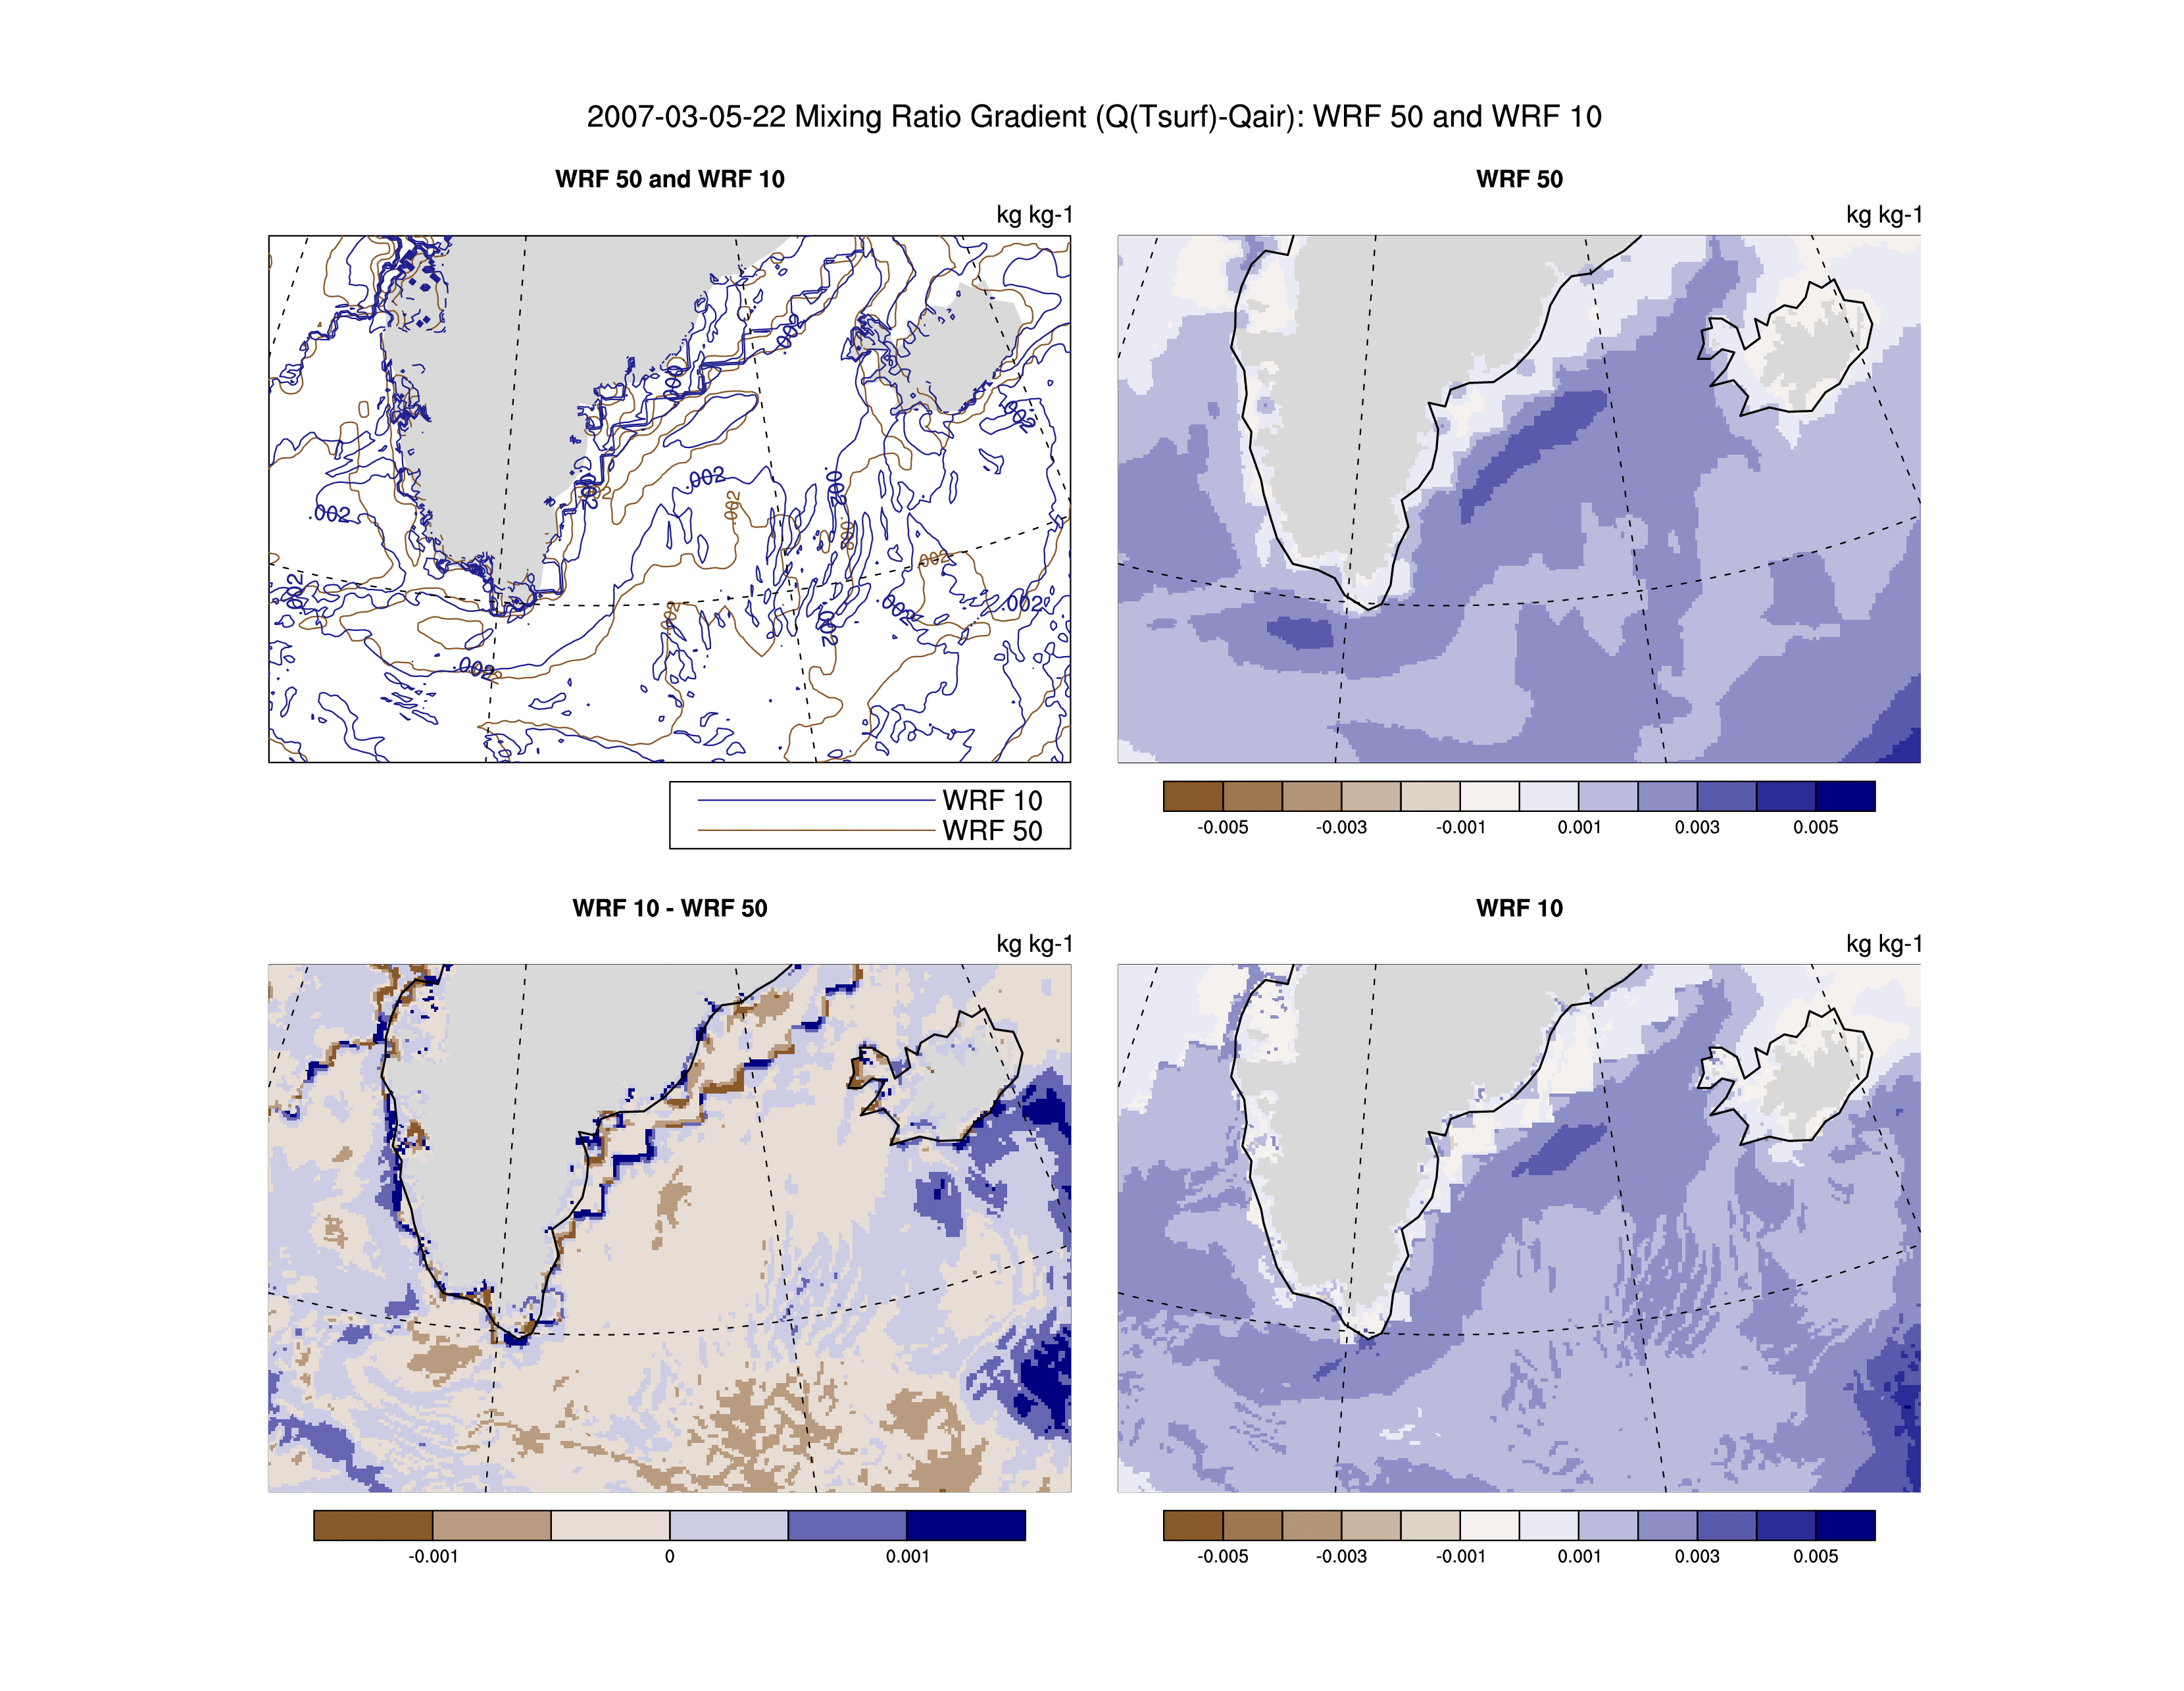 2007-03-05-22 Mixing Ratio Gradient (Q(Tsurf)-Qair): WRF 50 and WRF 10
WRF 50 and WRF 10
kg kg-1
.002
.002
.002
.002
.002
.002
.002
.002
.002
WRF 10
WRF 50
WRF 50
kg kg-1
-0.005 -0.003 -0.001 0.001 0.003 0.005
WRF 10 - WRF 50
kg kg-1
-0.001 0 0.001
WRF 10
kg kg-1
-0.005 -0.003 -0.001 0.001 0.003 0.005